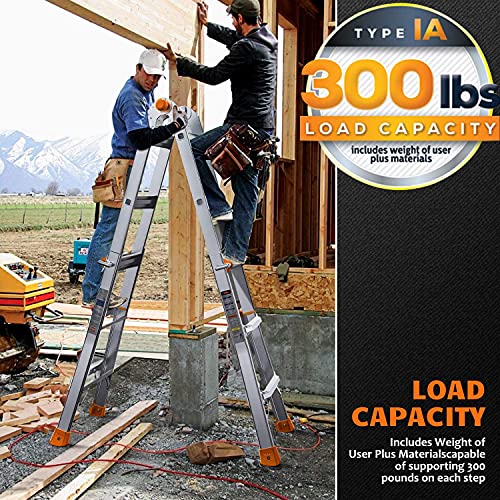 TYPE IA
300 lbs
LOAD CAPACITY
includes weight of user
plus materials
LOAD
CAPACITY
Includes Weight of
User Plus Materialscapable
of supporting 300
pounds on each step